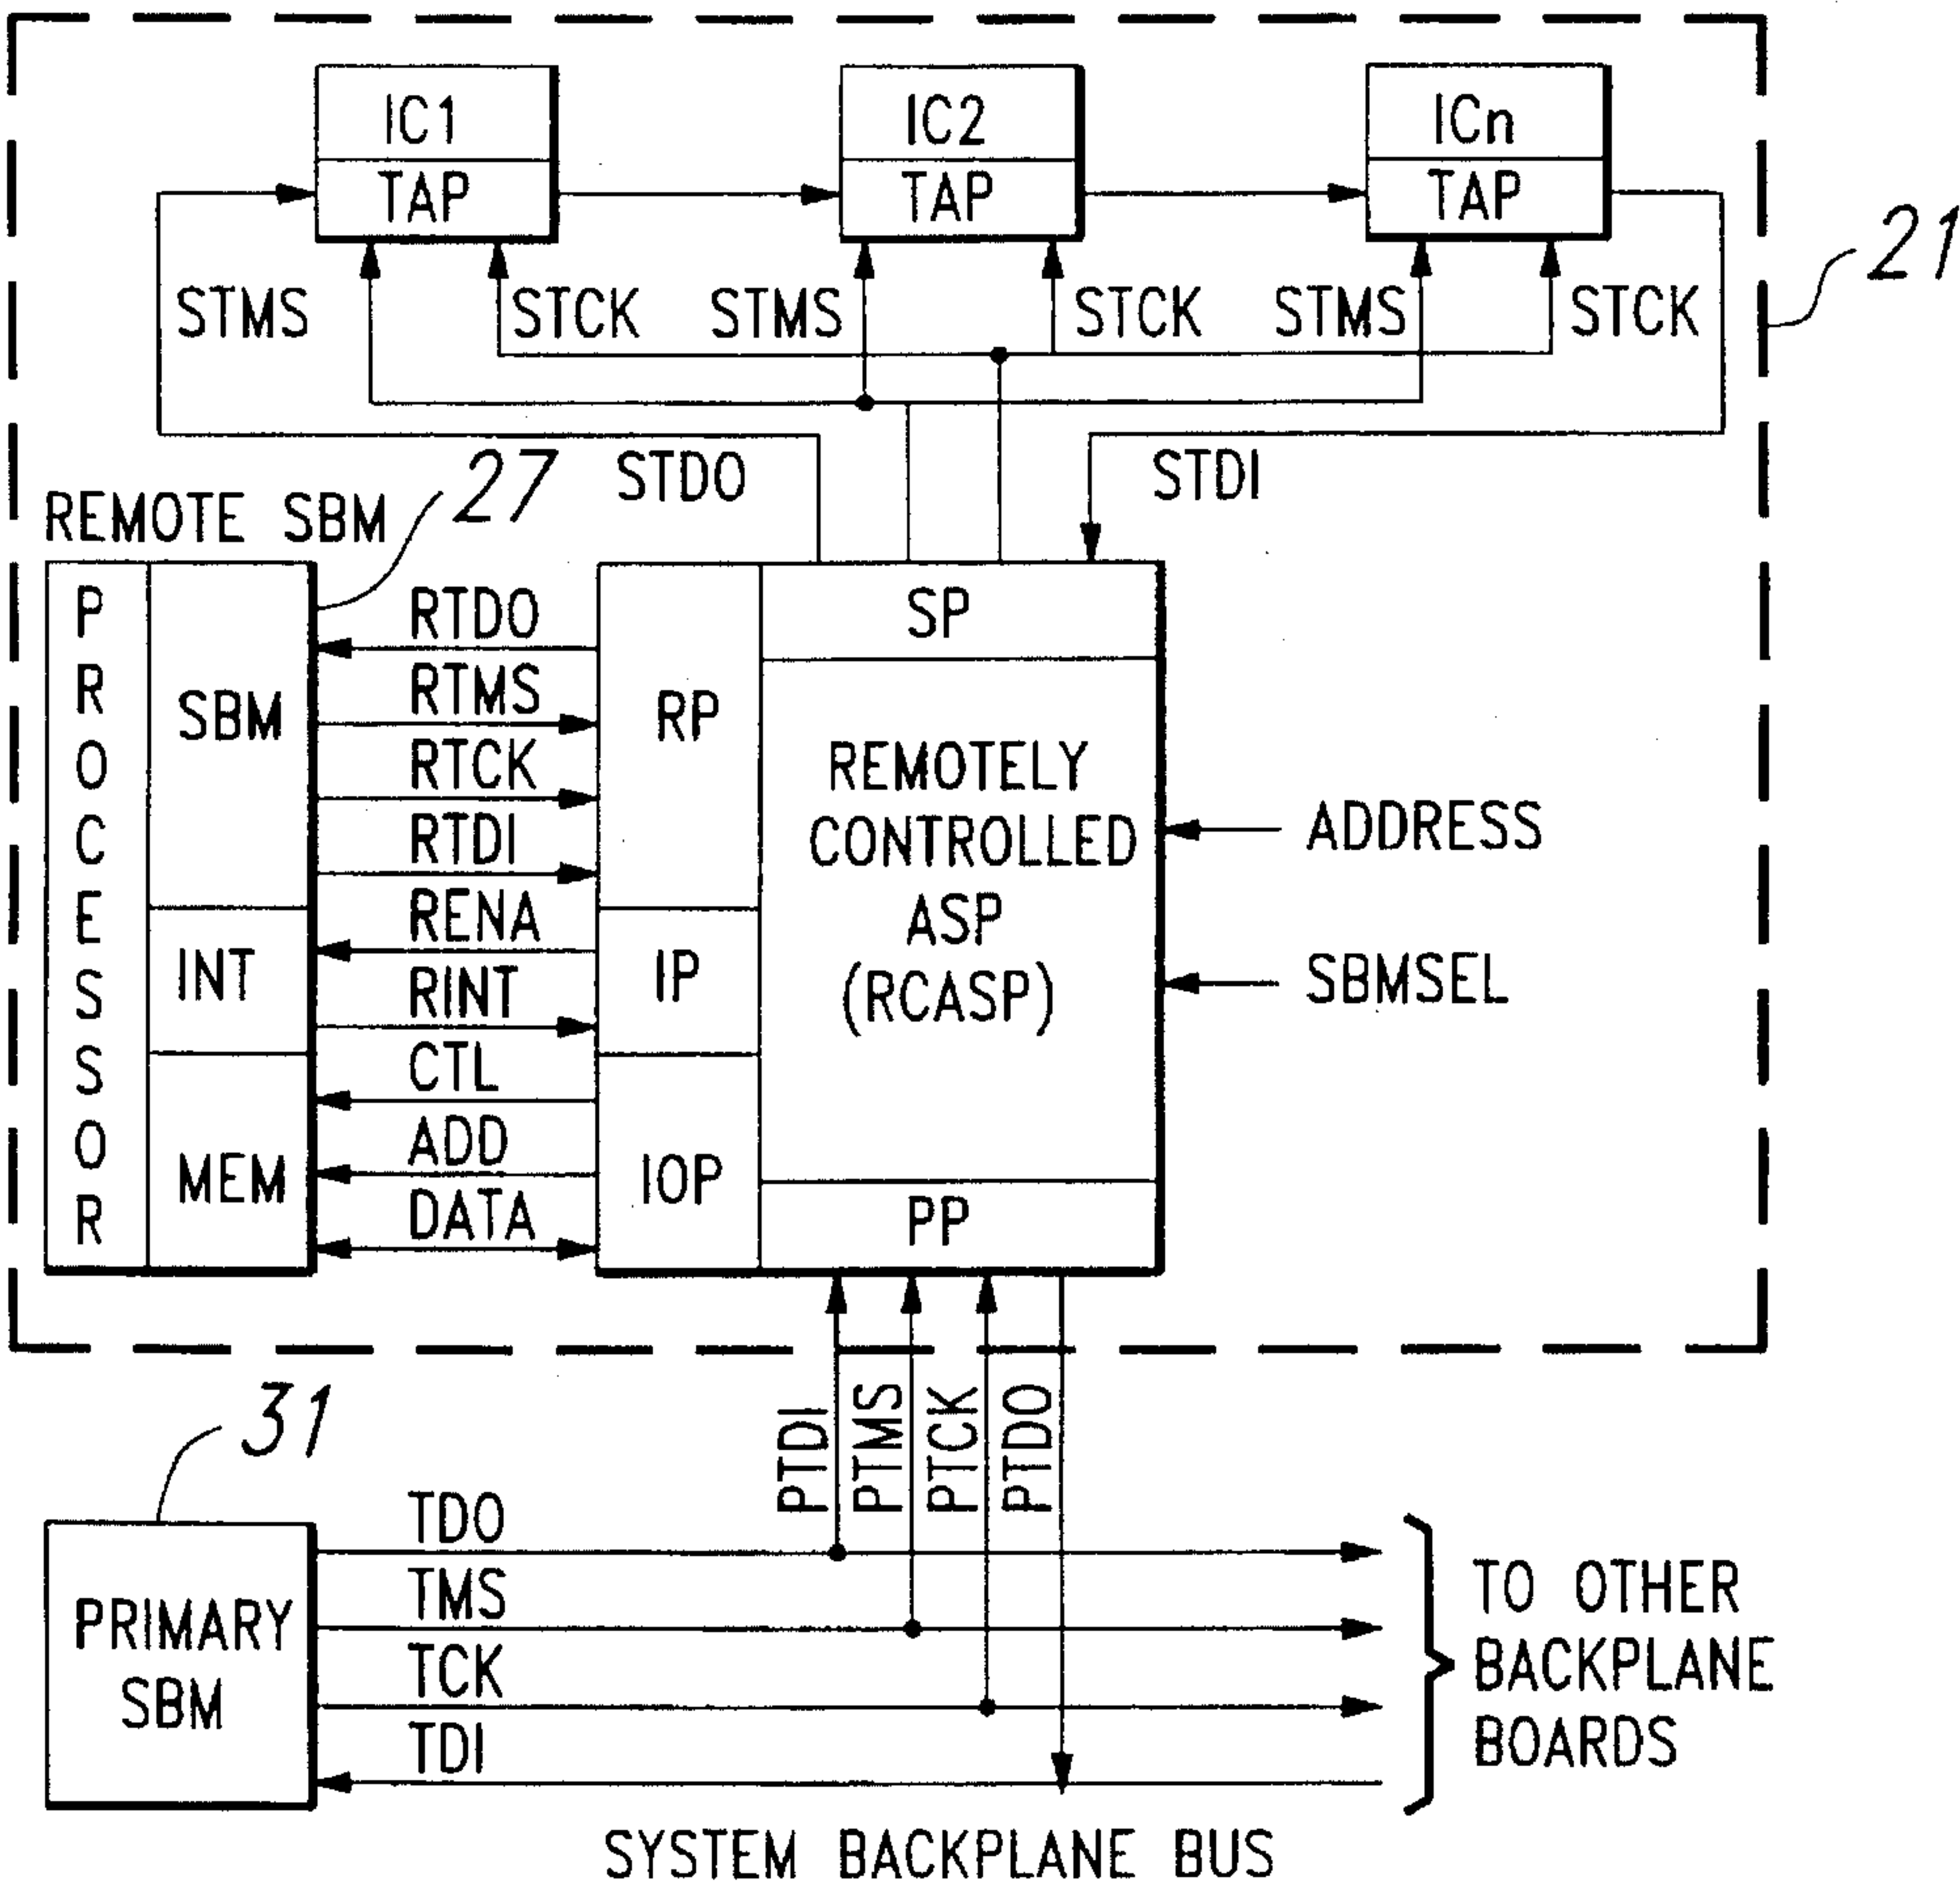 IC1
TAP
IC2
TAP
ICn
TAP
21
STMS
STCK
STMS
STCK
STMS
STCK
STDO
STDI
REMOTE SBM
27
PROCESSOR
SBM
INT
MEM
RTDO
RTMS
RTCK
RTDI
RENA
RINT
CTL
ADD
DATA
RP
IP
IOP
SP
REMOTELY
CONTROLLED
ASP
(RCASP)
PP
ADDRESS
SBMSEL
PTDI
PTMS
PTCK
PTDO
31
PRIMARY
SBM
TDO
TMS
TCK
TDI
TO OTHER
BACKPLANE
BOARDS
SYSTEM BACKPLANE BUS